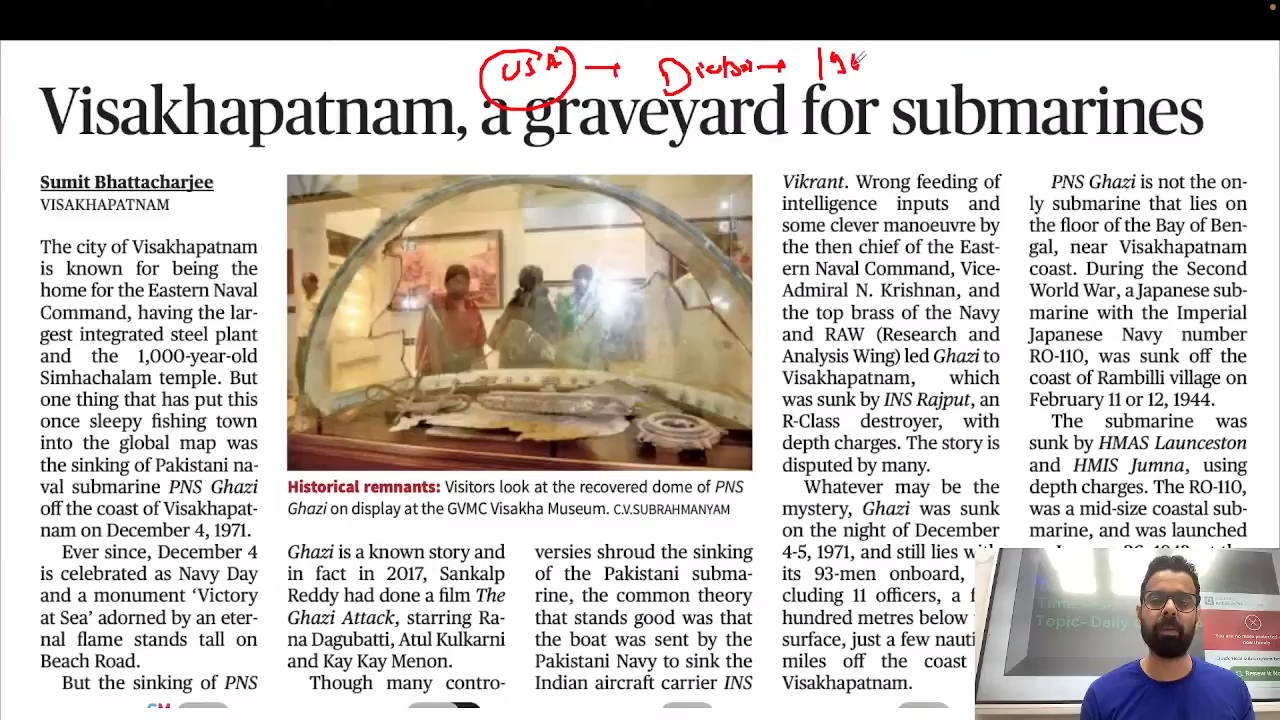 USA
Visakhapatnam, a graveyard for submarines
Sumit Bhattacharjee
VISAKHAPATNAM
The city of Visakhapatnam
is known for being the
home for the Eastern Naval
Command, having the lar-
gest integrated steel plant
and the 1,000-year-old
Simhachalam temple. But
one thing that has put this
once sleepy fishing town
into the global map was
the sinking of Pakistani na-
val submarine PNS Ghazi
off the coast of Visakhapat-
nam on December 4, 1971.
Ever since, December 4
is celebrated as Navy Day
and a monument ‘Victory
at Sea’ adorned by an eter-
nal flame stands tall on
Beach Road.
But the sinking of PNS
Historical remnants: Visitors look at the recovered dome of PNS
Ghazi on display at the GVMC Visakha Museum. C.V.SUBRAHMANYAM
Ghazi is a known story and
in fact in 2017, Sankalp
Reddy had done a film The
Ghazi Attack, starring Ra-
na Dagubatti, Atul Kulkarni
and Kay Kay Menon.
Though many contro-
versies shroud the sinking
of the Pakistani subma-
rine, the common theory
that stands good was that
the boat was sent by the
Pakistani Navy to sink the
Indian aircraft carrier INS
Vikrant. Wrong feeding of
intelligence inputs and
some clever manoeuvre by
the then chief of the East-
ern Naval Command, Vice-
Admiral N. Krishnan, and
the top brass of the Navy
and RAW (Research and
Analysis Wing) led Ghazi to
Visakhapatnam, which
was sunk by INS Rajput, an
R-Class destroyer, with
depth charges. The story is
disputed by many.
Whatever may be the
mystery, Ghazi was sunk
on the night of December
4-5, 1971, and still lies with
its 93-men onboard,
cluding 11 officers, a f
hundred metres below
surface, just a few nauti
miles off the coast
Visakhapatnam.
PNS Ghazi is not the on-
ly submarine that lies on
the floor of the Bay of Ben-
gal, near Visakhapatnam
coast. During the Second
World War, a Japanese sub-
marine with the Imperial
Japanese Navy number
RO-110, was sunk off the
coast of Rambilli village on
February 11 or 12, 1944.
The submarine was
sunk by HMAS Launceston
and HMIS Jumna, using
depth charges. The RO-110,
was a mid-size coastal sub-
marine, and was launched
Topic- Daily